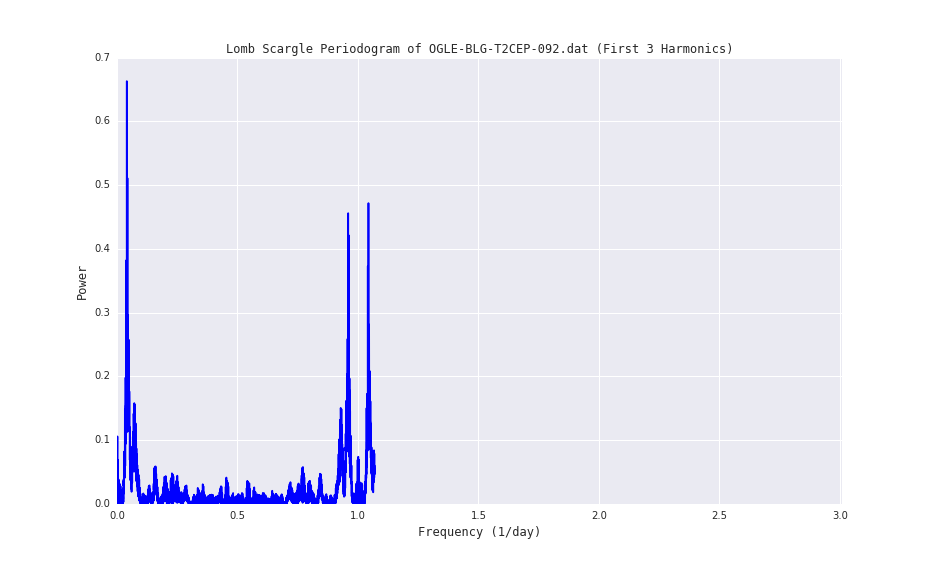 Lomb Scargle Periodogram of OGLE-BLG-T2CEP-092.dat (First 3 Harmonics)
0.7
0.6
0.5
0.4
0.3
0.2
0.1
0.0
Power
0.0 0.5 1.0 1.5 2.0 2.5 3.0
Frequency (1/day)